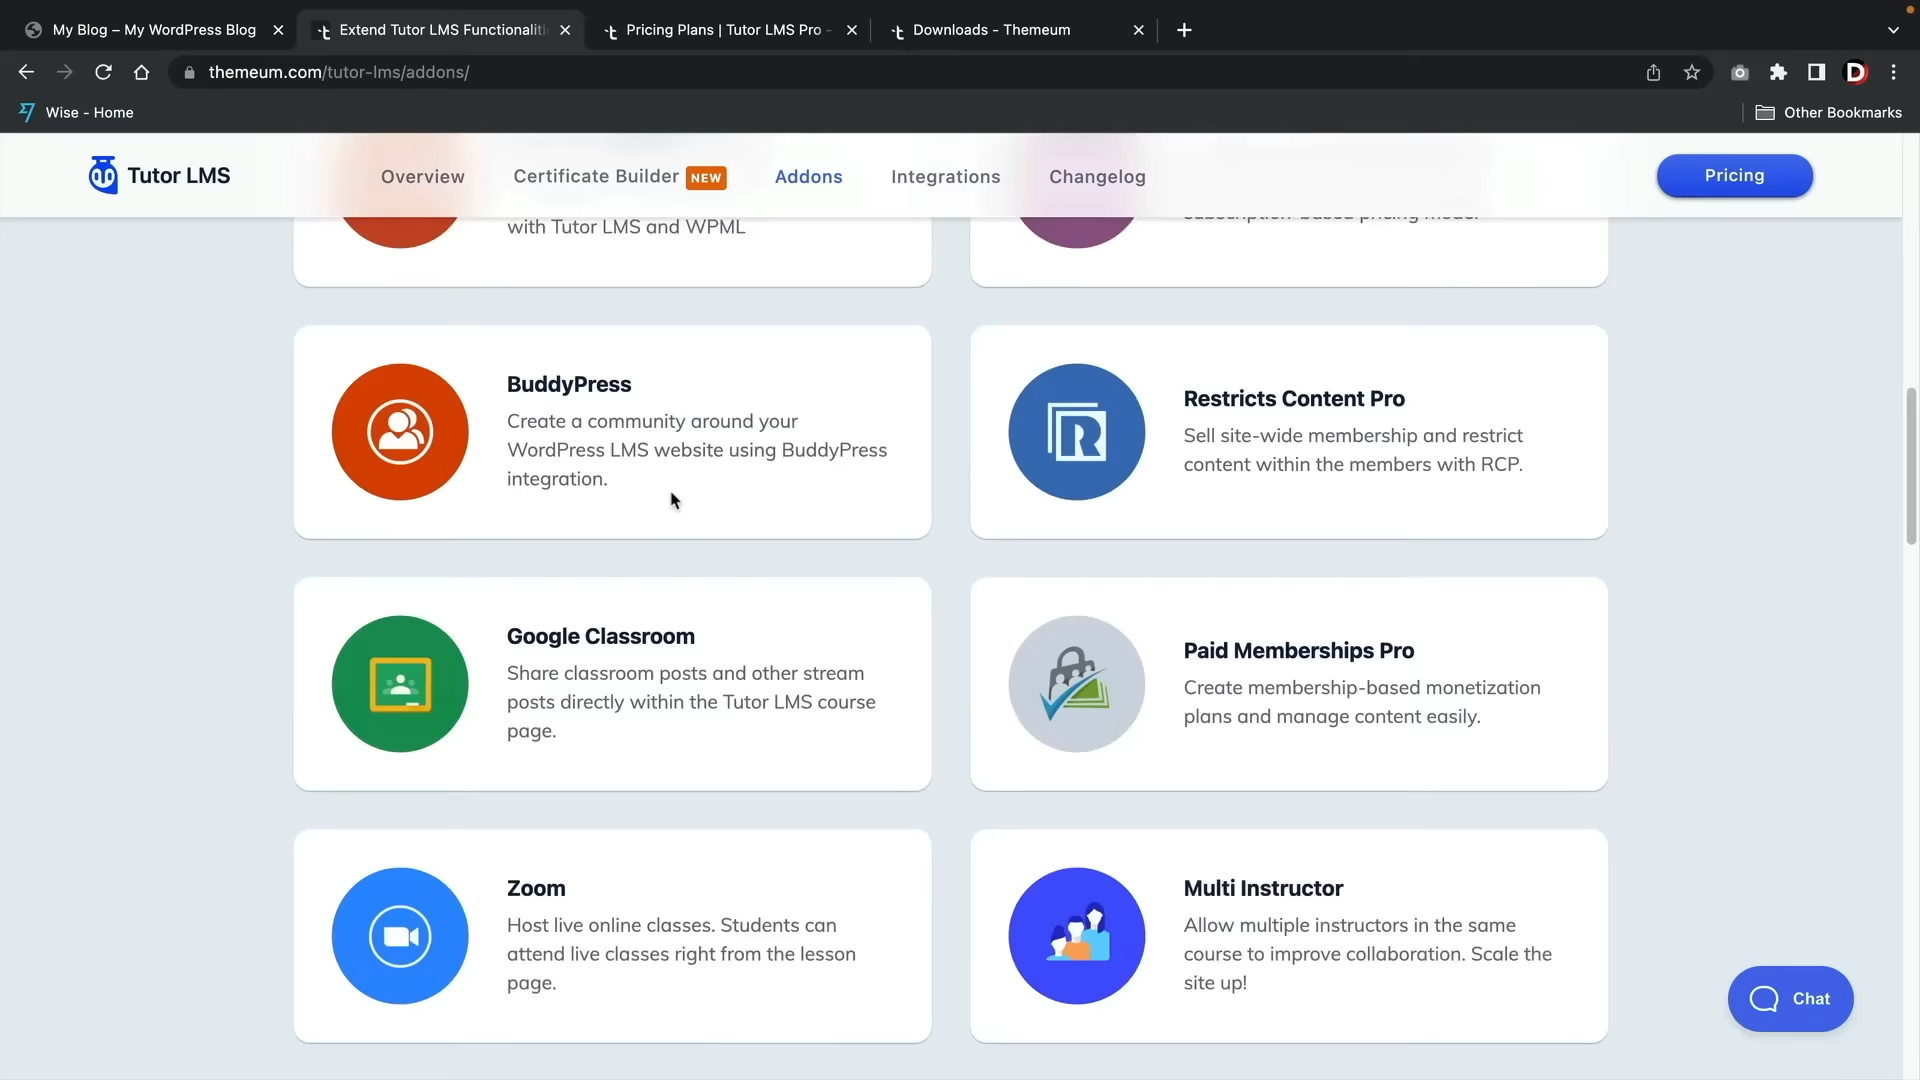 My Blog – My WordPress Blog
Extend Tutor LMS Functionaliti
Pricing Plans | Tutor LMS Pro -
Downloads - Themeum
themeum.com/tutor-lms/addons/
Wise - Home
Other Bookmarks
Tutor LMS
Overview
Certificate Builder NEW
Addons
Integrations
Changelog
Pricing
with Tutor LMS and WPML
subscription-based pricing model.
BuddyPress
Create a community around your
WordPress LMS website using BuddyPress
integration.
Restricts Content Pro
Sell site-wide membership and restrict
content within the members with RCP.
Google Classroom
Share classroom posts and other stream
posts directly within the Tutor LMS course
page.
Paid Memberships Pro
Create membership-based monetization
plans and manage content easily.
Zoom
Host live online classes. Students can
attend live classes right from the lesson
page.
Multi Instructor
Allow multiple instructors in the same
course to improve collaboration. Scale the
site up!
Chat